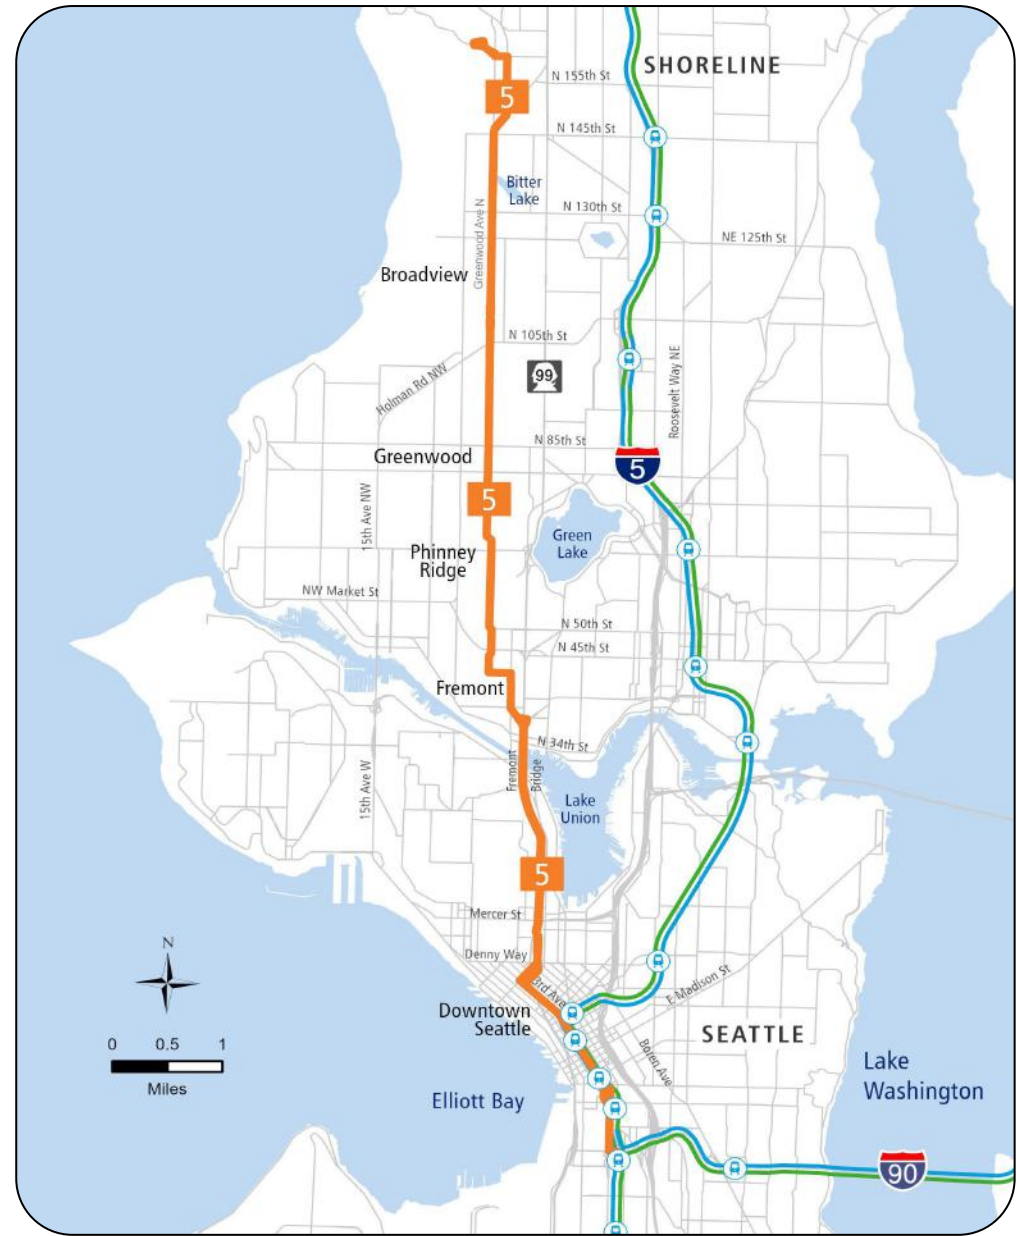 SHORELINE
N 155th St
5
N 145th St
Bitter
Lake
N 130th St
Greenwood Ave N
NE 125th St
Broadview
N 105th St
99
Holman Rd NW
Roosevelt Way NE
N 85th St
Greenwood
5
5
15th Ave NW
Green
Lake
Phinney
Ridge
NW Market St
N 50th St
N 45th St
Fremont
N 34th St
Fremont
Bridge
15th Ave W
Lake
Union
5
Mercer St
Denny Way
N
3rd Ave
E Madison St
Downtown
Seattle
SEATTLE
0 0.5 1
Miles
Boren Ave
Lake
Washington
Elliott Bay
90